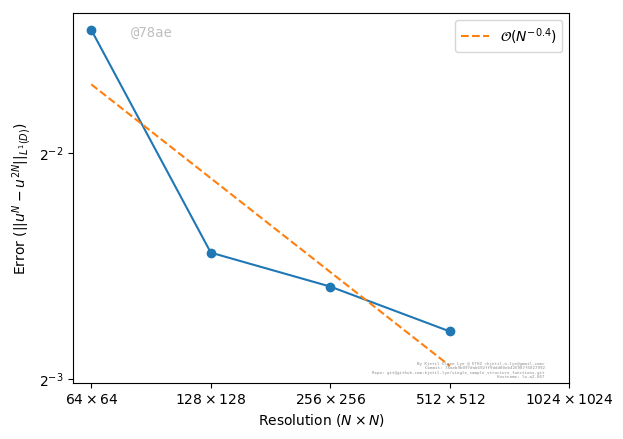 @78ae
𝒪(N^{-0.4})
Error (||u^N − u^{2N}||_{L^1(D)})
2^{-2}
2^{-3}
64 × 64
128 × 128
256 × 256
512 × 512
1024 × 1024
Resolution (N × N)